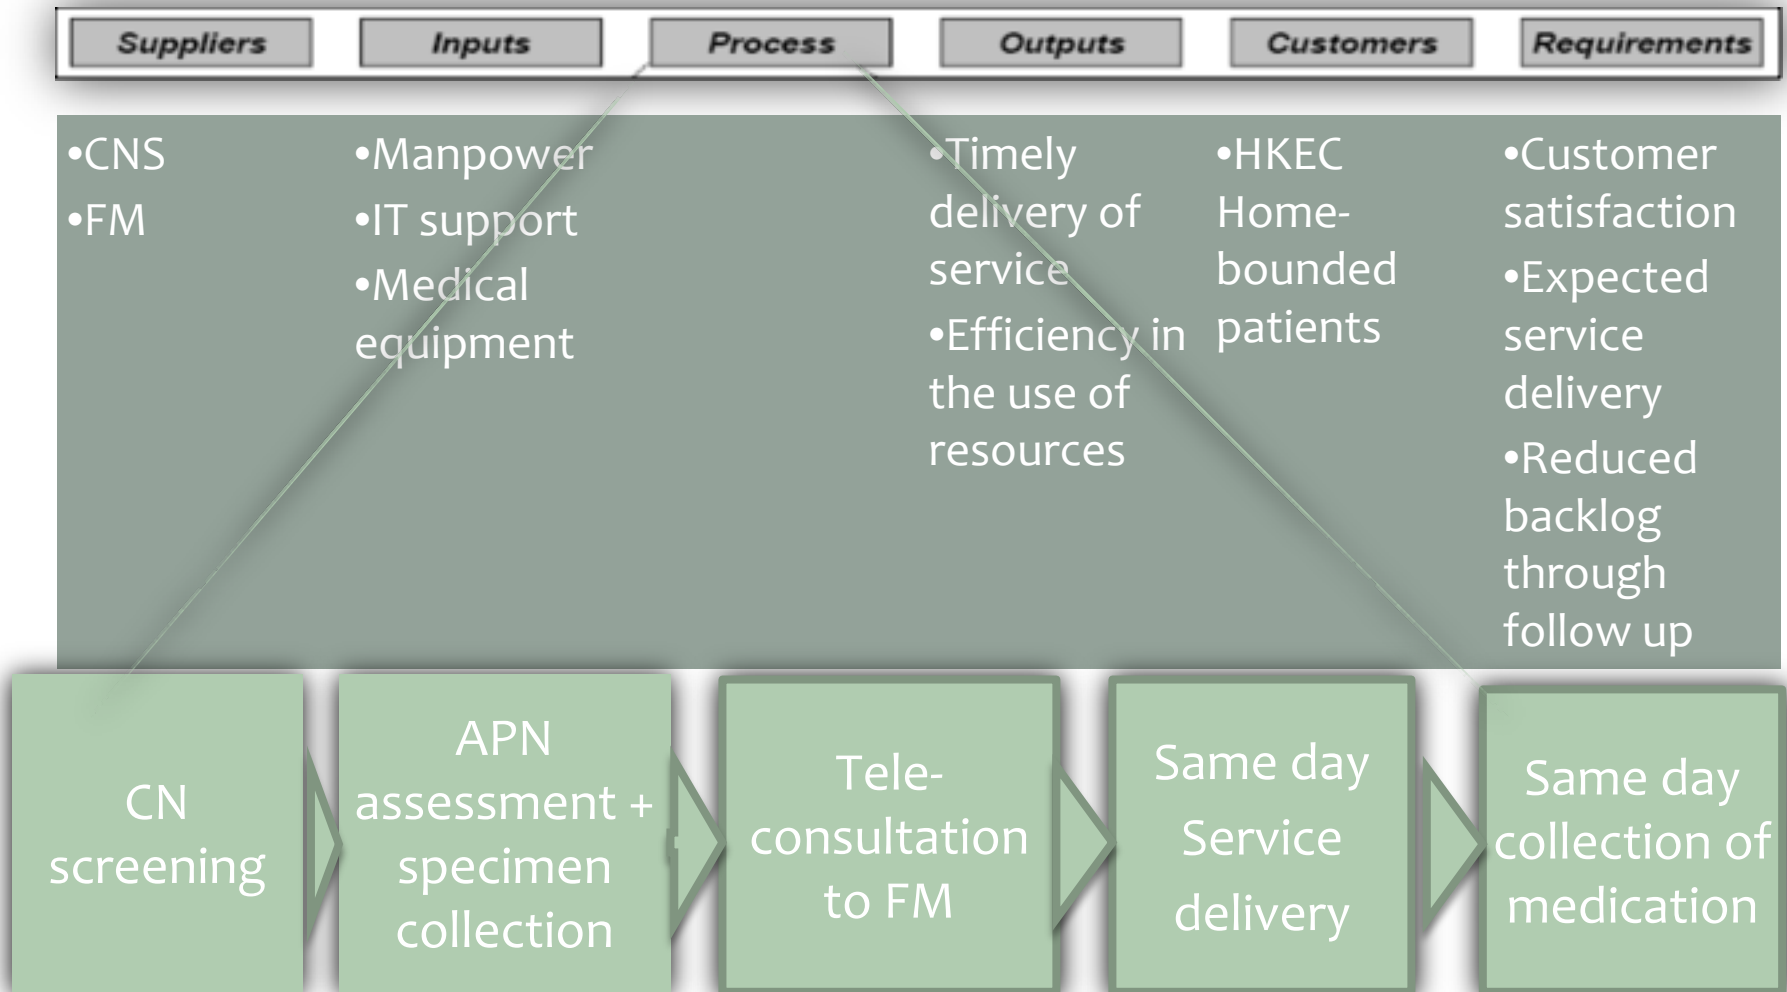 Suppliers Inputs Process Outputs Customers Requirements
•CNS
•FM
•Manpower
•IT support
•Medical
equipment
•Timely
delivery of
service
•Efficiency in
the use of
resources
•HKEC
Home-
bounded
patients
•Customer
satisfaction
•Expected
service
delivery
•Reduced
backlog
through
follow up
CN
screening
APN
assessment +
specimen
collection
Tele-
consultation
to FM
Same day
Service
delivery
Same day
collection of
medication